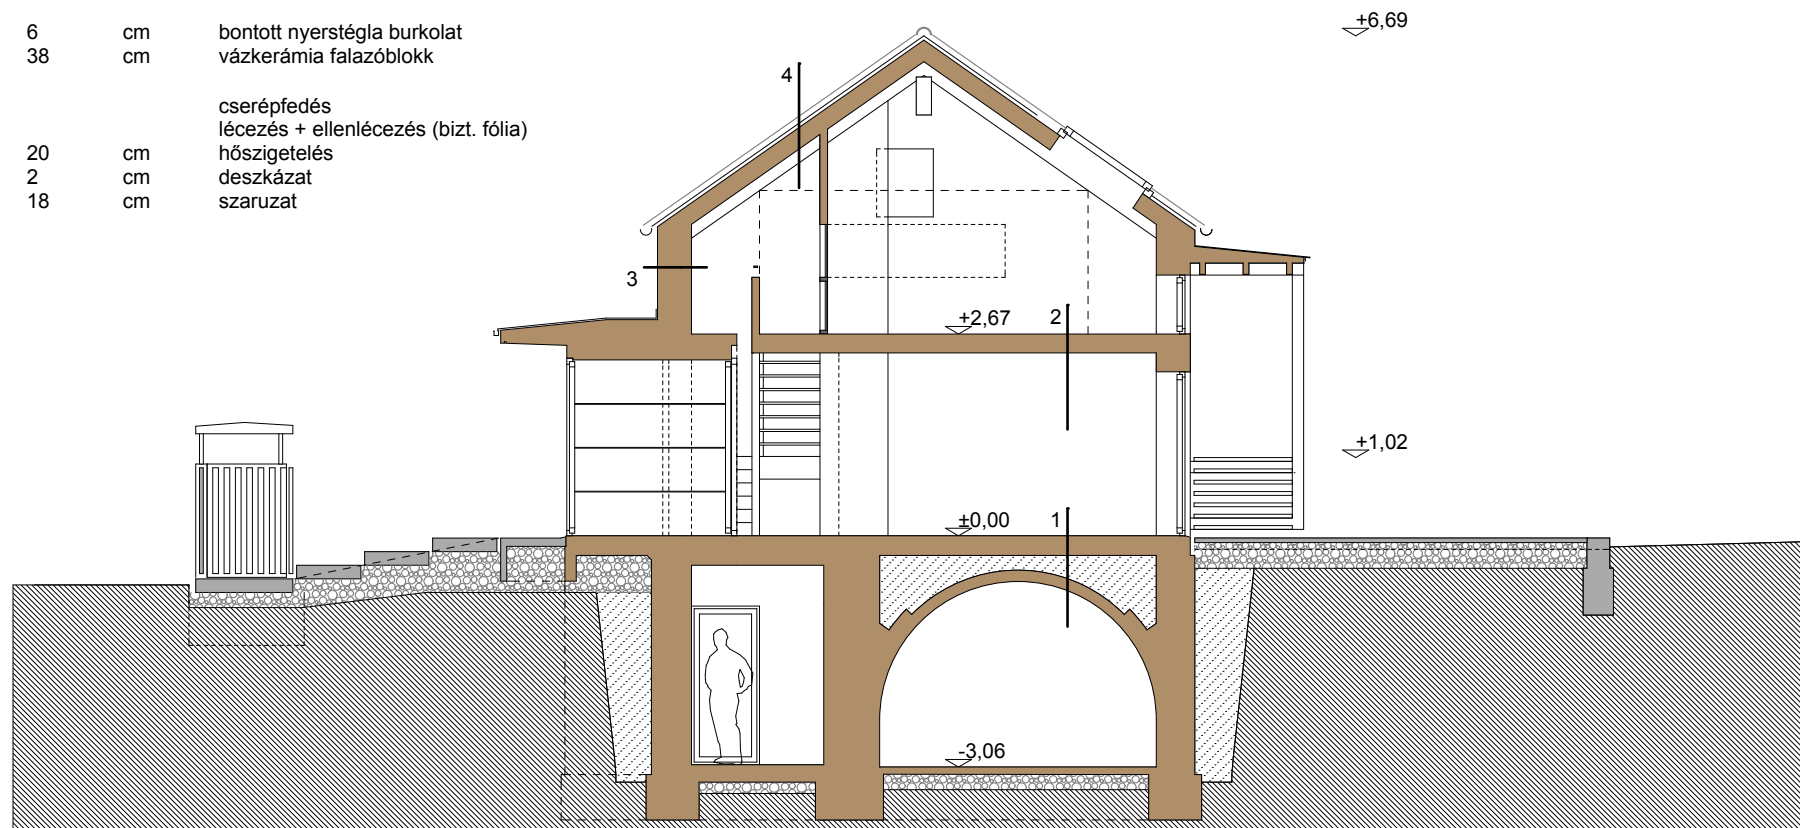 6 cm bontott nyerstégla burkolat
38 cm vázkerámia falazóblokk
cserépfedés
lécezés + ellenlécezés (bizt. fólia)
20 cm hőszigetelés
2 cm deszkázat
18 cm szaruzat
+6,69
4
3
+2,67
2
+1,02
±0,00
1
-3,06